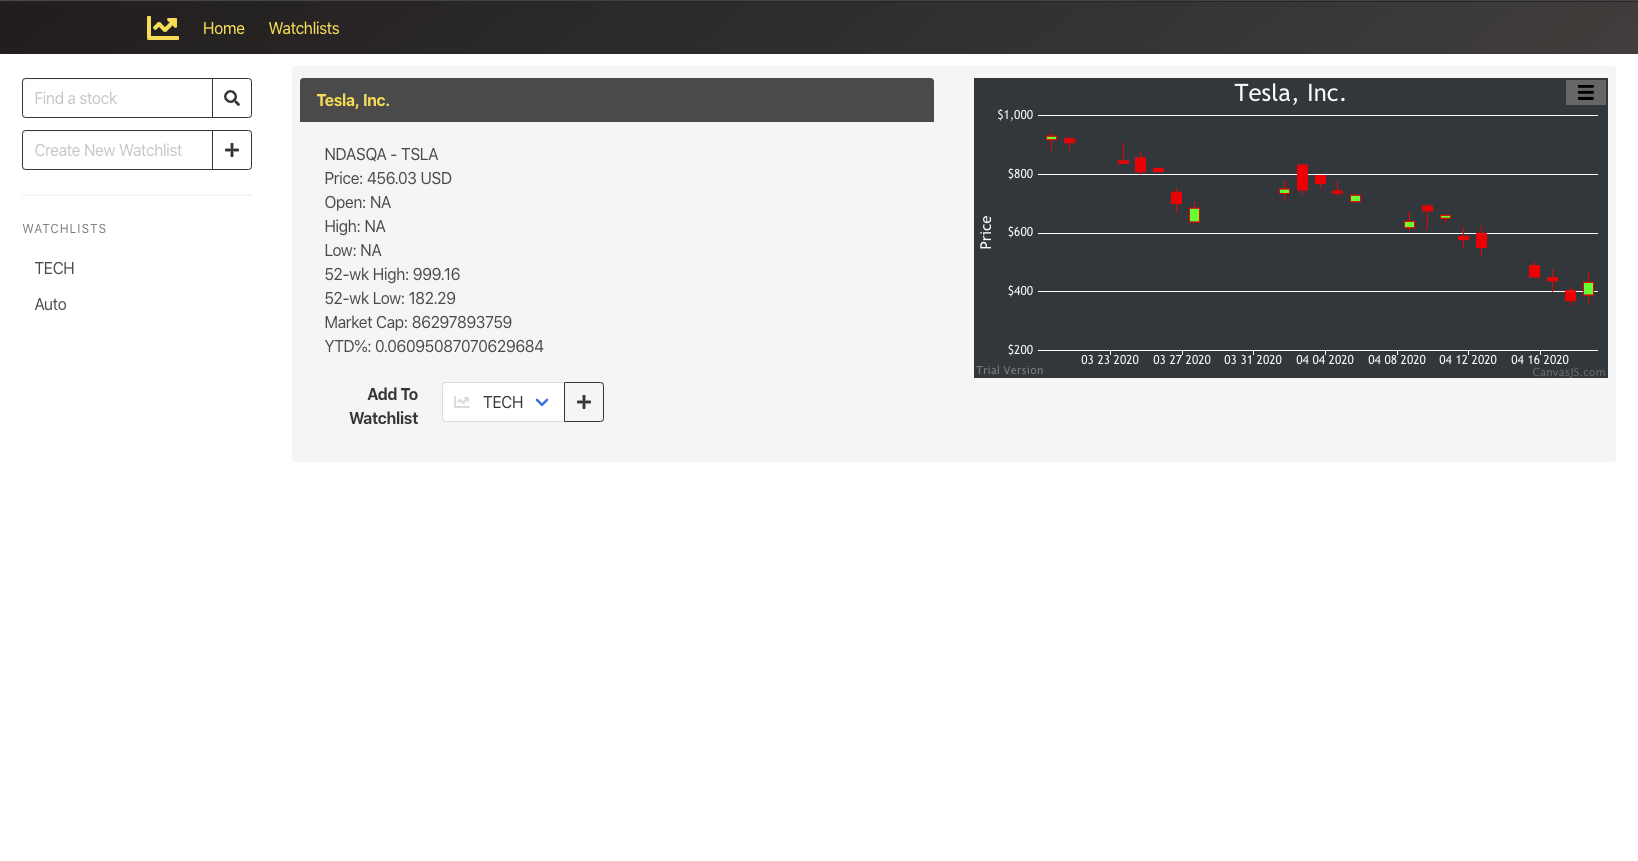 Home
Watchlists
Find a stock
Create New Watchlist
WATCHLISTS
TECH
Auto
Tesla, Inc.
NDASQA - TSLA
Price: 456.03 USD
Open: NA
High: NA
Low: NA
52-wk High: 999.16
52-wk Low: 182.29
Market Cap: 86297893759
YTD%: 0.06095087070629684
Add To
Watchlist
TECH
Tesla, Inc.
Price
$1,000
$800
$600
$400
$200
03 23 2020
03 27 2020
03 31 2020
04 04 2020
04 08 2020
04 12 2020
04 16 2020
Trial Version
CanvasJS.com